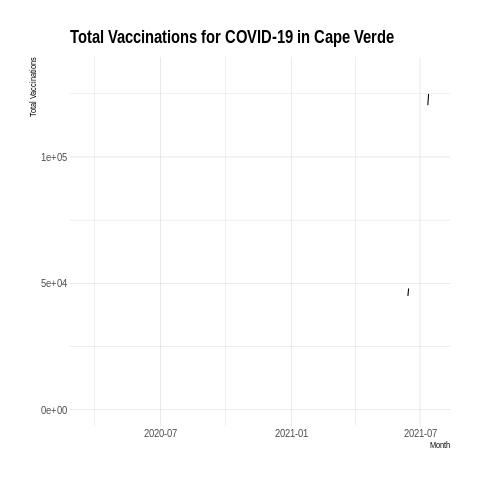 Total Vaccinations for COVID-19 in Cape Verde
Total Vaccinations
1e+05
5e+04
0e+00
2020-07
2021-01
2021-07
Month